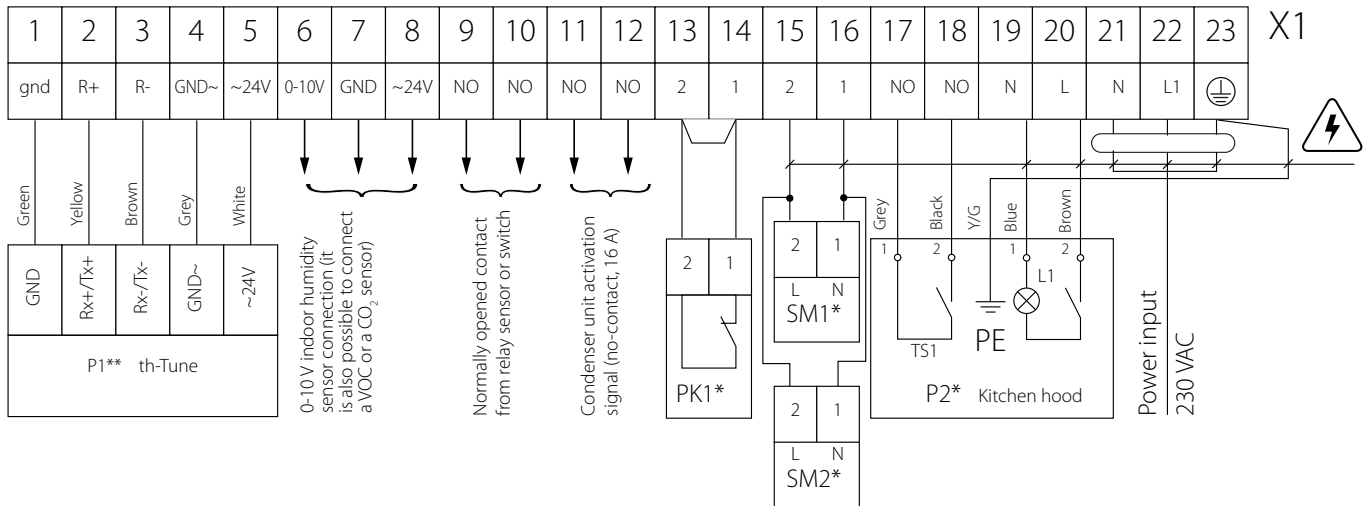 1 2 3 4 5 6 7 8 9 10 11 12 13 14 15 16 17 18 19 20 21 22 23 X1
gnd R+ R- GND~ ~24V 0-10V GND ~24V NO NO NO NO 2 1 2 1 NO NO N L N L1
Green
Yellow
Brown
Grey
White
GND
Rx+/Tx+
Rx-/Tx-
GND~
~24V
P1** th-Tune
0-10 V indoor humidity
sensor connection (it
is also possible to connect
a VOC or a CO₂ sensor)
Normally opened contact
from relay sensor or switch
Condenser unit activation
signal (no-contact, 16 A)
2 1
PK1*
2 1
L N
SM1*
2 1
L N
SM2*
Grey
Black
Y/G
Blue
Brown
1 2 1 2
L1
TS1
PE
P2* Kitchen hood
Power input
230 VAC